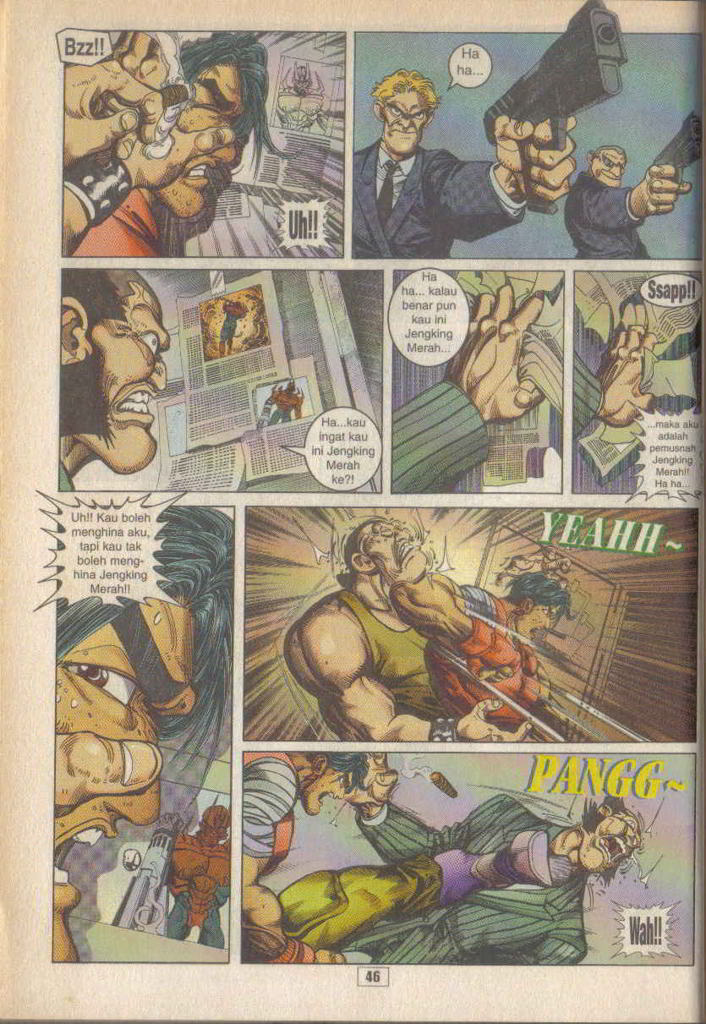 Bzz!!
Uh!!
Ha
ha...
Ha...kau
ingat kau
ini Jengking
Merah
ke?!
Ha
ha... kalau
benar pun
kau ini
Jengking
Merah...
Ssapp!!
...maka aku
adalah
pemusnah
Jengking
Merah!!
Ha ha...
Uh!! Kau boleh
menghina aku,
tapi kau tak
boleh meng-
hina Jengking
Merah!!
YEAHH~
PANGG~
Wah!!
46